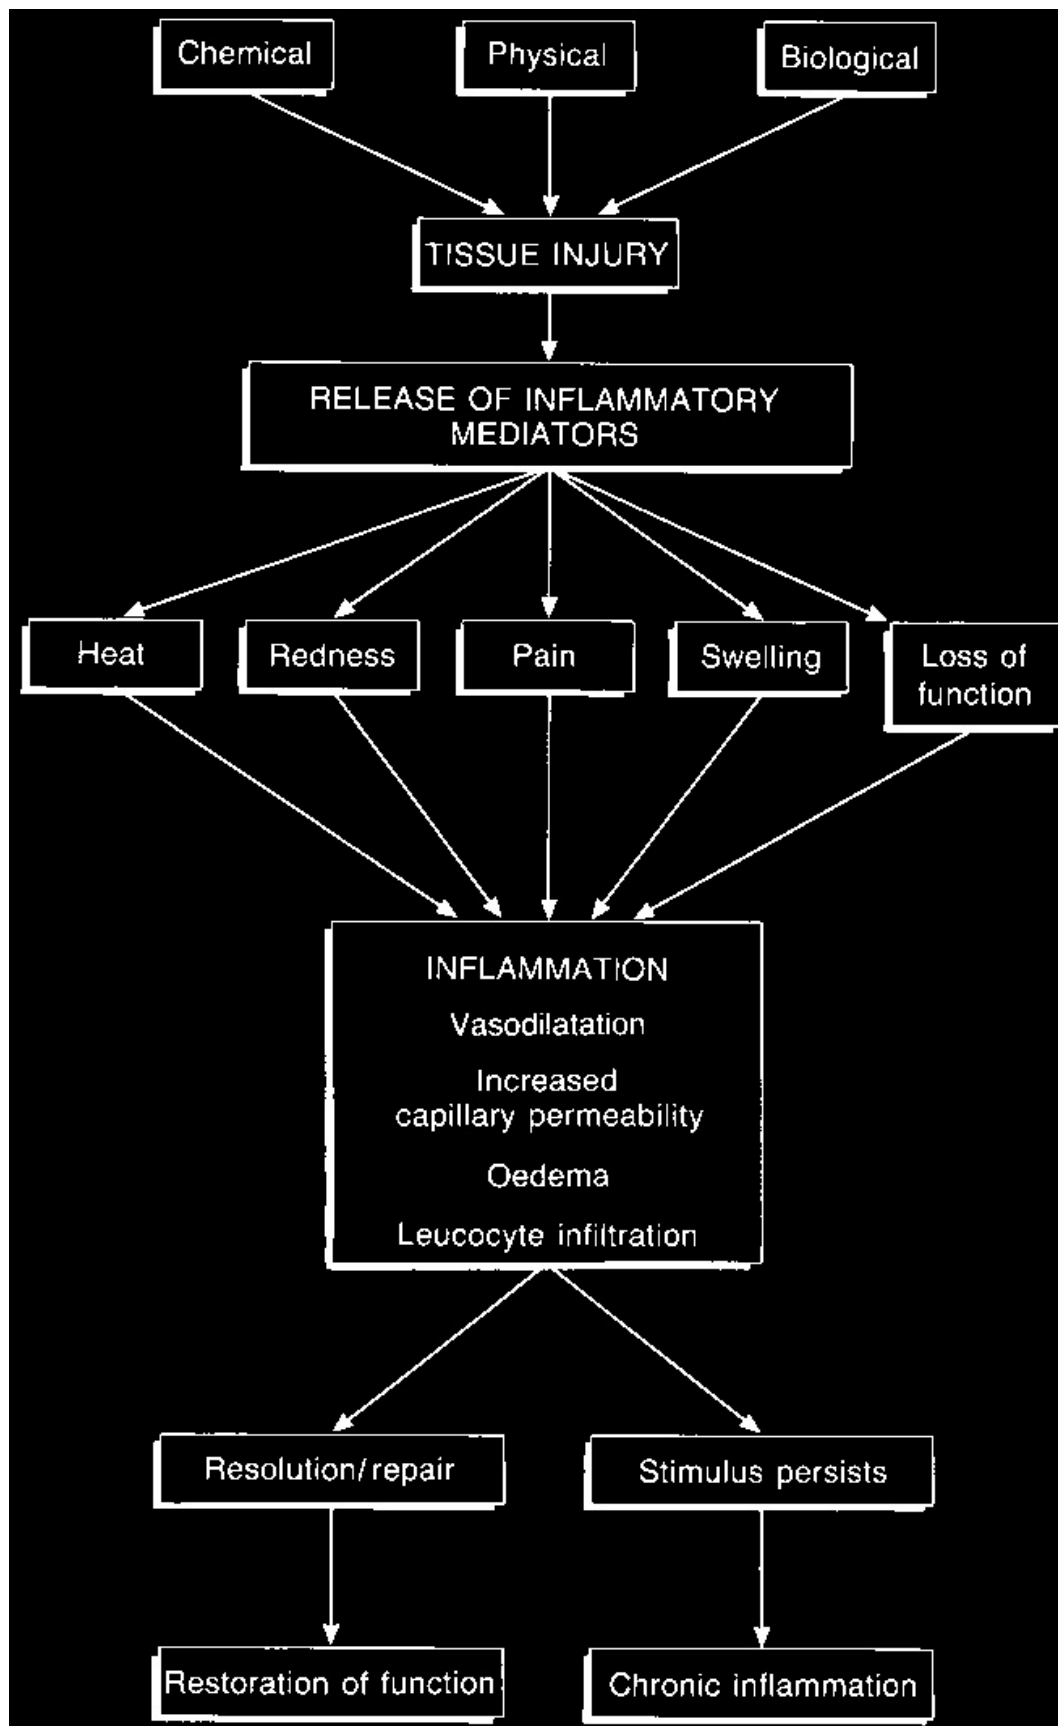 Chemical
Physical
Biological
TISSUE INJURY
RELEASE OF INFLAMMATORY
MEDIATORS
Heat
Redness
Pain
Swelling
Loss of
function
INFLAMMATION
Vasodilatation
Increased
capillary permeability
Oedema
Leucocyte infiltration
Resolution/repair
Stimulus persists
Restoration of function
Chronic inflammation